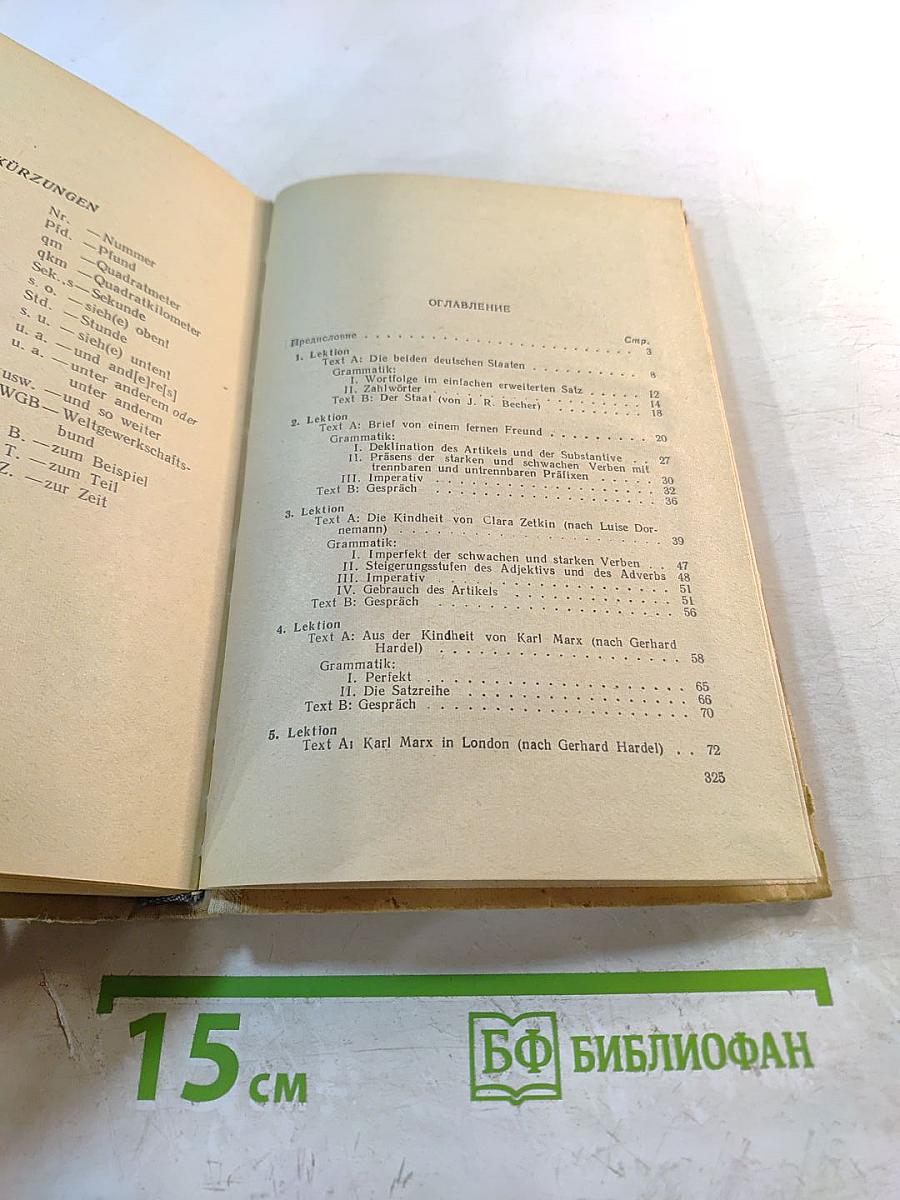 KÜRZUNGEN
Nr. —Nummer
Pfd. —Pfund
qm —Quadratmeter
qkm —Quadratkilometer
Sek., s—Sekunde
s. o. —sieh(e) oben!
Std. —Stunde
s. u. —sieh(e) unten!
u. a. —und and[e]re[s]
u. a. —unter anderem oder
unter andern
usw. —und so weiter
WGB—Weltgewerkschafts-
bund
B. —zum Beispiel
T. —zum Teil
Z. —zur Zeit
ОГЛАВЛЕНИЕ
Стр.
Предисловие . . . . . . . . . . . . . . . . . . . . . . 3
1. Lektion
Text A: Die beiden deutschen Staaten . . . . . . . . 8
Grammatik:
I. Wortfolge im einfachen erweiterten Satz . . . . . 12
II. Zahlwörter . . . . . . . . . . . . . . . . . 14
Text B: Der Staat (von J. R. Becher) . . . . . . . 18
2. Lektion
Text A: Brief von einem fernen Freund . . . . . . . . . 20
Grammatik:
I. Deklination des Artikels und der Substantive . . 27
II. Präsens der starken und schwachen Verben mit
trennbaren und untrennbaren Präfixen . . . . . 30
III. Imperativ . . . . . . . . . . . . . . . . . 32
Text B: Gespräch . . . . . . . . . . . . . . . . . 36
3. Lektion
Text A: Die Kindheit von Clara Zetkin (nach Luise Dor-
nemann) . . . . . . . . . . . . . . . . . . . . 39
Grammatik:
I. Imperfekt der schwachen und starken Verben . . 47
II. Steigerungsstufen des Adjektivs und des Adverbs 48
III. Imperativ . . . . . . . . . . . . . . . . . 51
IV. Gebrauch des Artikels . . . . . . . . . . . . 51
Text B: Gespräch . . . . . . . . . . . . . . . . . 56
4. Lektion
Text A: Aus der Kindheit von Karl Marx (nach Gerhard
Hardel) . . . . . . . . . . . . . . . . . . 58
Grammatik:
I. Perfekt . . . . . . . . . . . . . . . . . . 65
II. Die Satzreihe . . . . . . . . . . . . . . . 66
Text B: Gespräch . . . . . . . . . . . . . . . . . 70
5. Lektion
Text A: Karl Marx in London (nach Gerhard Hardel) . . 72
325
15 см
БФ БИБЛИОФАН